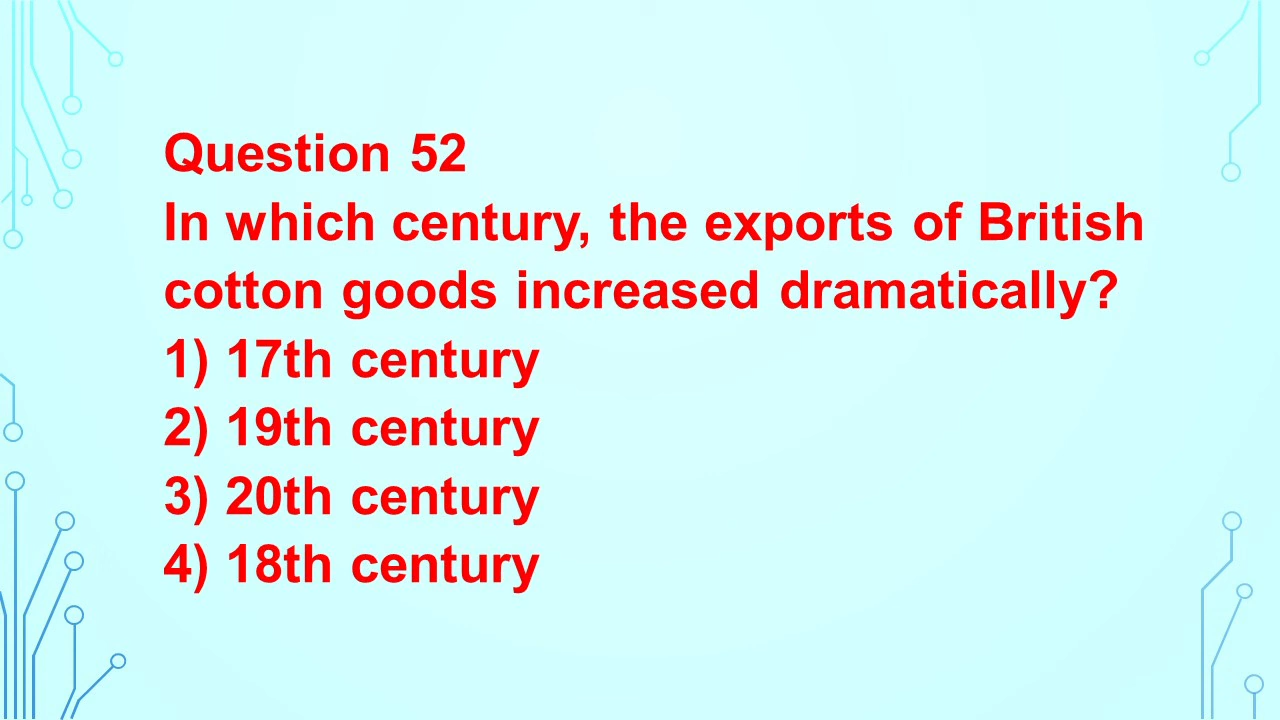 Question 52
In which century, the exports of British
cotton goods increased dramatically?
1) 17th century
2) 19th century
3) 20th century
4) 18th century